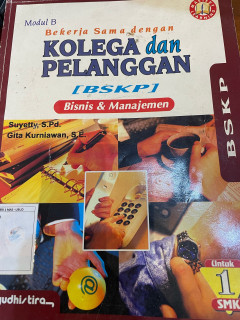 Modul B
Bekerja Sama dengan
KOLEGA dan
PELANGGAN
[BSKP]
Bisnis & Manajemen
Suyetty, S.Pd.
Gita Kurniawan, S.E.
BSKP
Untuk
1
SMK
yudhistira